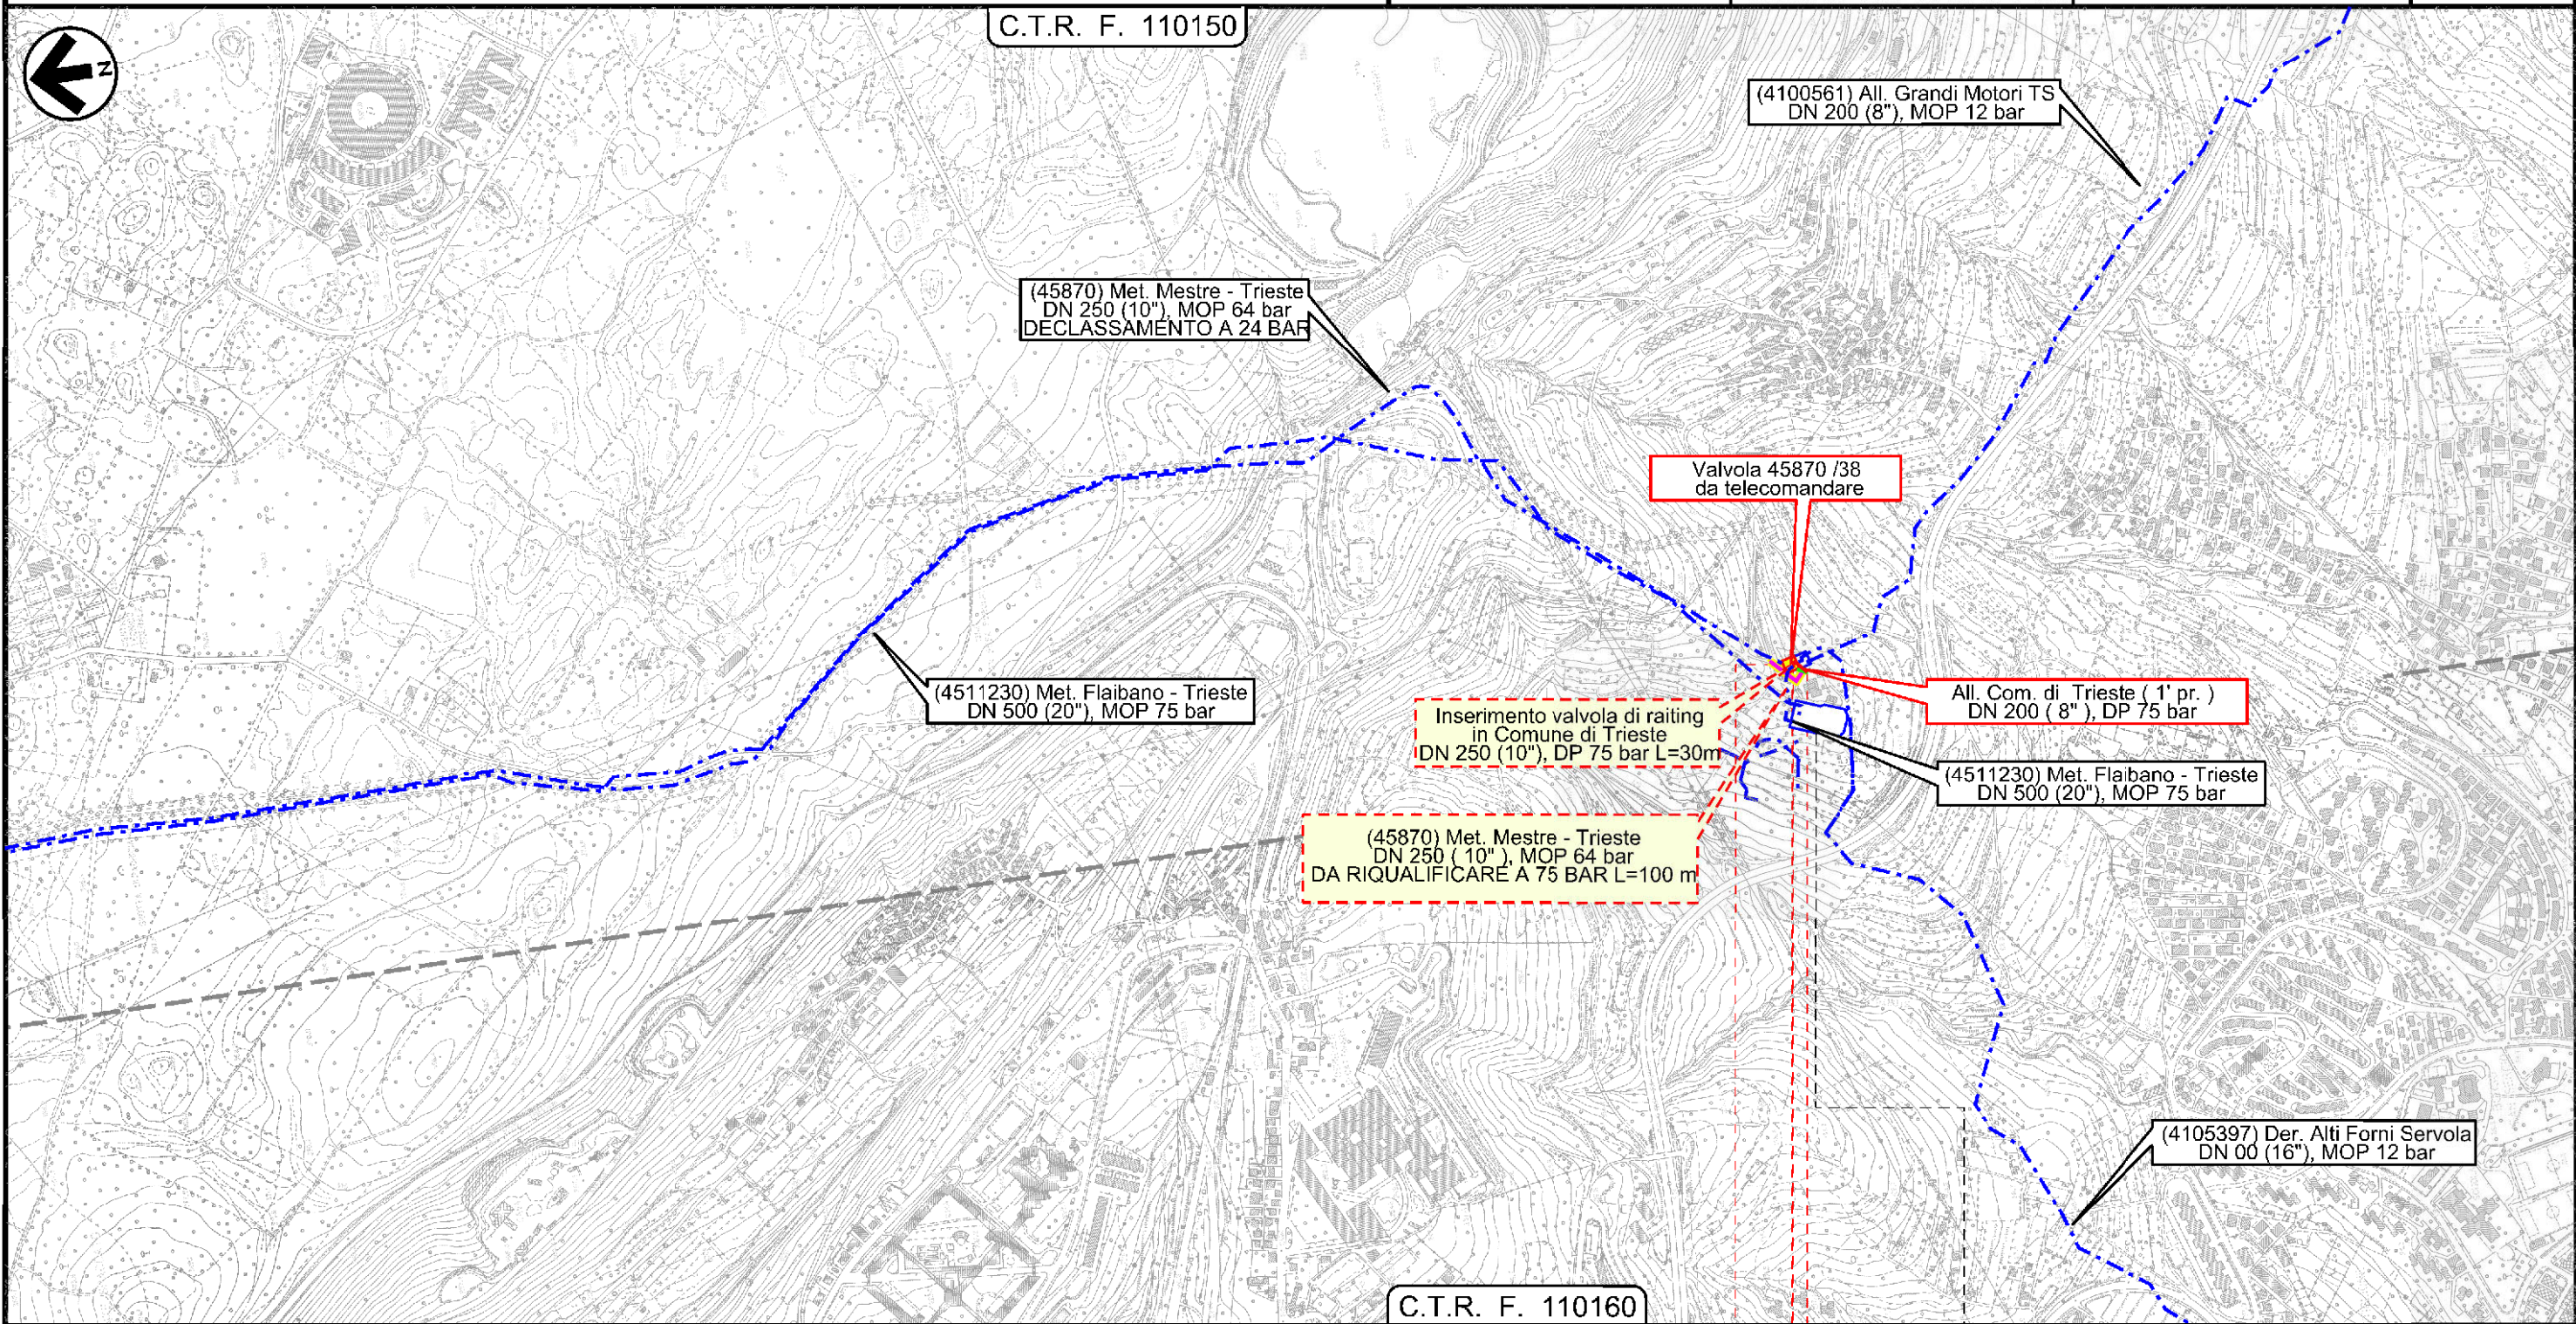 C.T.R. F. 110150
N
(4100561) All. Grandi Motori TS
DN 200 (8"), MOP 12 bar
(45870) Met. Mestre - Trieste
DN 250 (10"), MOP 64 bar
DECLASSAMENTO A 24 BAR
Valvola 45870 /38
da telecomandare
(4511230) Met. Flaibano - Trieste
DN 500 (20"), MOP 75 bar
All. Com. di Trieste ( 1' pr. )
DN 200 ( 8" ), DP 75 bar
Inserimento valvola di raiting
in Comune di Trieste
DN 250 (10"), DP 75 bar L=30m
(4511230) Met. Flaibano - Trieste
DN 500 (20"), MOP 75 bar
(45870) Met. Mestre - Trieste
DN 250 ( 10" ), MOP 64 bar
DA RIQUALIFICARE A 75 BAR L=100 m
(4105397) Der. Alti Forni Servola
DN 00 (16"), MOP 12 bar
C.T.R. F. 110160